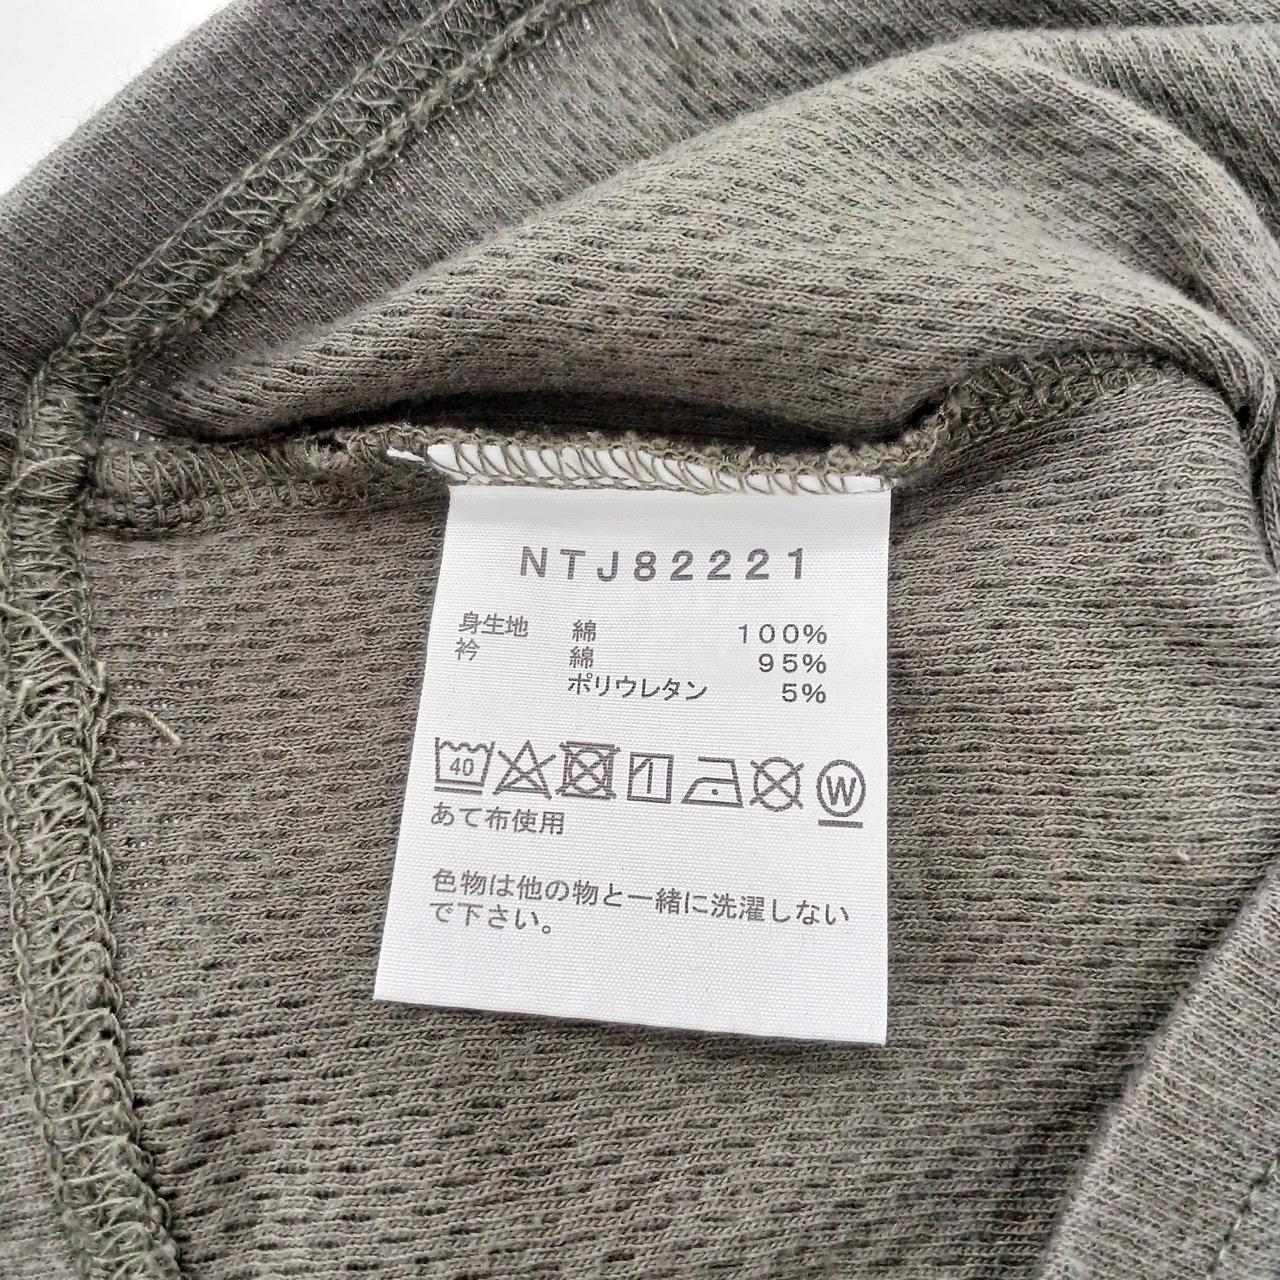 NTJ82221
身生地 綿 100%
衿 綿 95%
ポリウレタン 5%
40 W
あて布使用
色物は他の物と一緒に洗濯しない
で下さい。